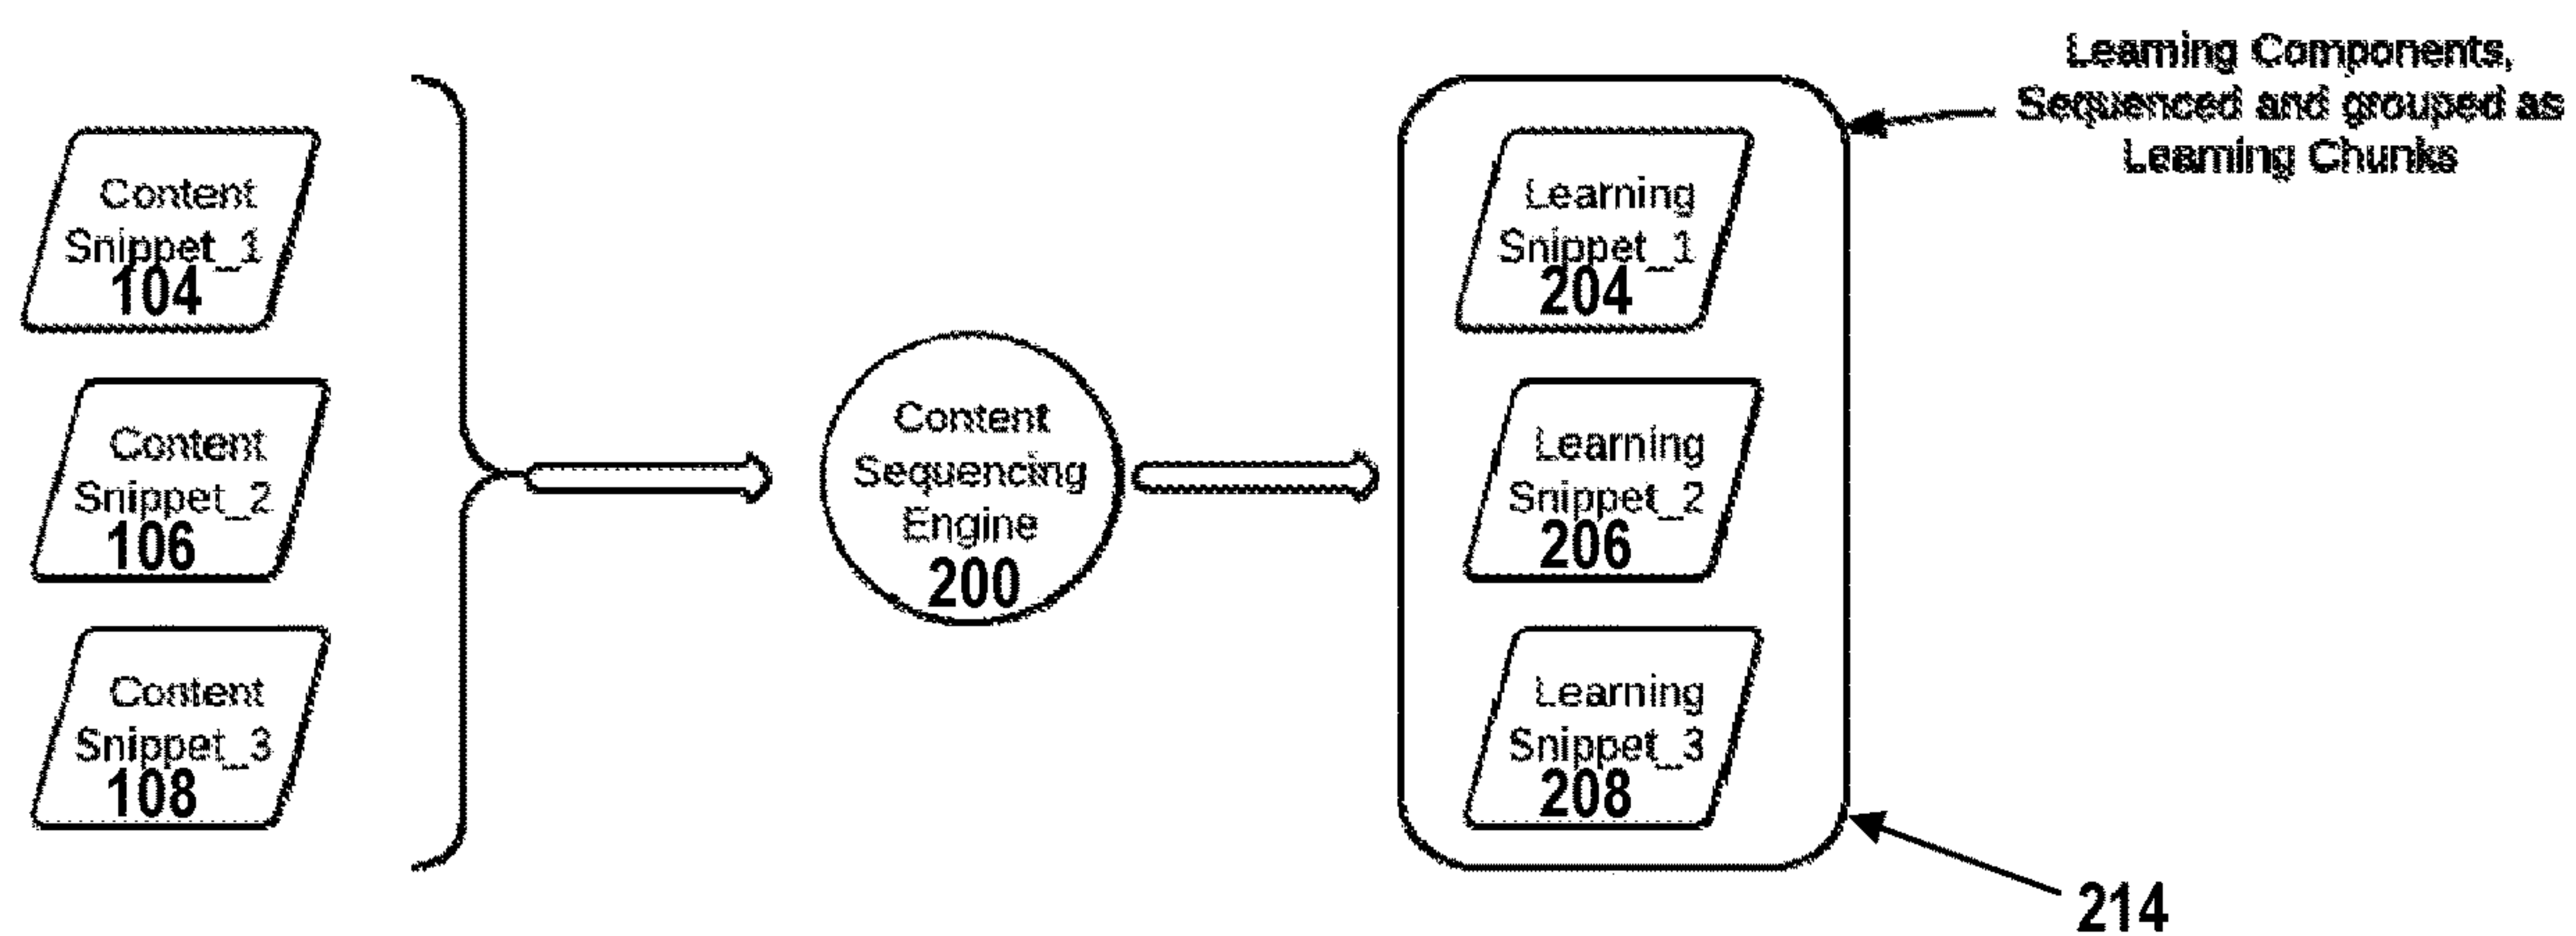 Content
Snippet_1
104
Content
Snippet_2
106
Content
Snippet_3
108
Content
Sequencing
Engine
200
Learning
Snippet_1
204
Learning
Snippet_2
206
Learning
Snippet_3
208
Learning Components,
Sequenced and grouped as
Learning Chunks
214